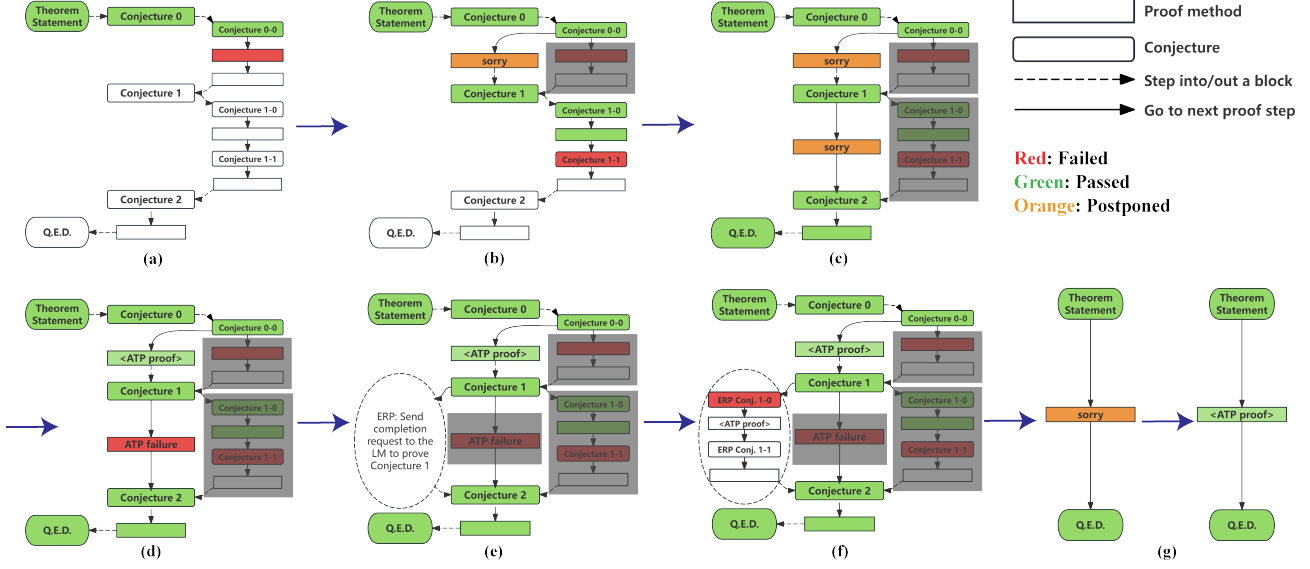 Theorem
Statement
Conjecture 0
Conjecture 0-0
Conjecture 1
Conjecture 1-0
Conjecture 1-1
Conjecture 2
Q.E.D.
(a)
Theorem
Statement
Conjecture 0
Conjecture 0-0
sorry
Conjecture 1
Conjecture 1-0
Conjecture 1-1
Conjecture 2
Q.E.D.
(b)
Theorem
Statement
Conjecture 0
Conjecture 0-0
sorry
Conjecture 1
Conjecture 1-0
sorry
Conjecture 1-1
Conjecture 2
Q.E.D.
(c)
Proof method
Conjecture
Step into/out a block
Go to next proof step
Red: Failed
Green: Passed
Orange: Postponed
Theorem
Statement
Conjecture 0
Conjecture 0-0
<ATP proof>
Conjecture 1
Conjecture 1-0
ATP failure
Conjecture 1-1
Conjecture 2
Q.E.D.
(d)
Theorem
Statement
Conjecture 0
Conjecture 0-0
<ATP proof>
Conjecture 1
Conjecture 1-0
ERP: Send
completion
request to the
LM to prove
Conjecture 1
ATP failure
Conjecture 1-1
Conjecture 2
Q.E.D.
(e)
Theorem
Statement
Conjecture 0
Conjecture 0-0
<ATP proof>
Conjecture 1
ERP Conj. 1-0
Conjecture 1-0
<ATP proof>
ATP failure
ERP Conj. 1-1
Conjecture 1-1
Conjecture 2
Q.E.D.
(f)
Theorem
Statement
sorry
Q.E.D.
Theorem
Statement
<ATP proof>
Q.E.D.
(g)